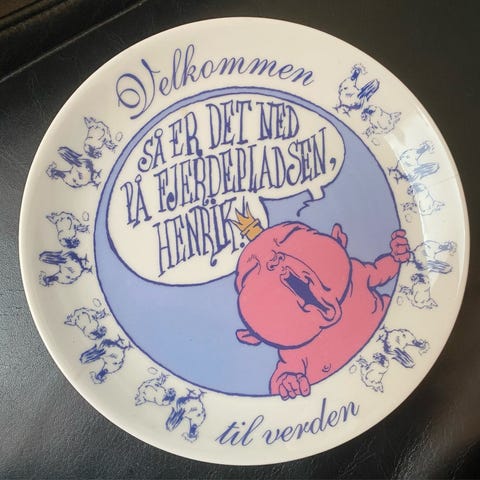 Velkommen
SÅ ER DET NED
PÅ FJERDEPLADSEN,
HENRIK!
til verden